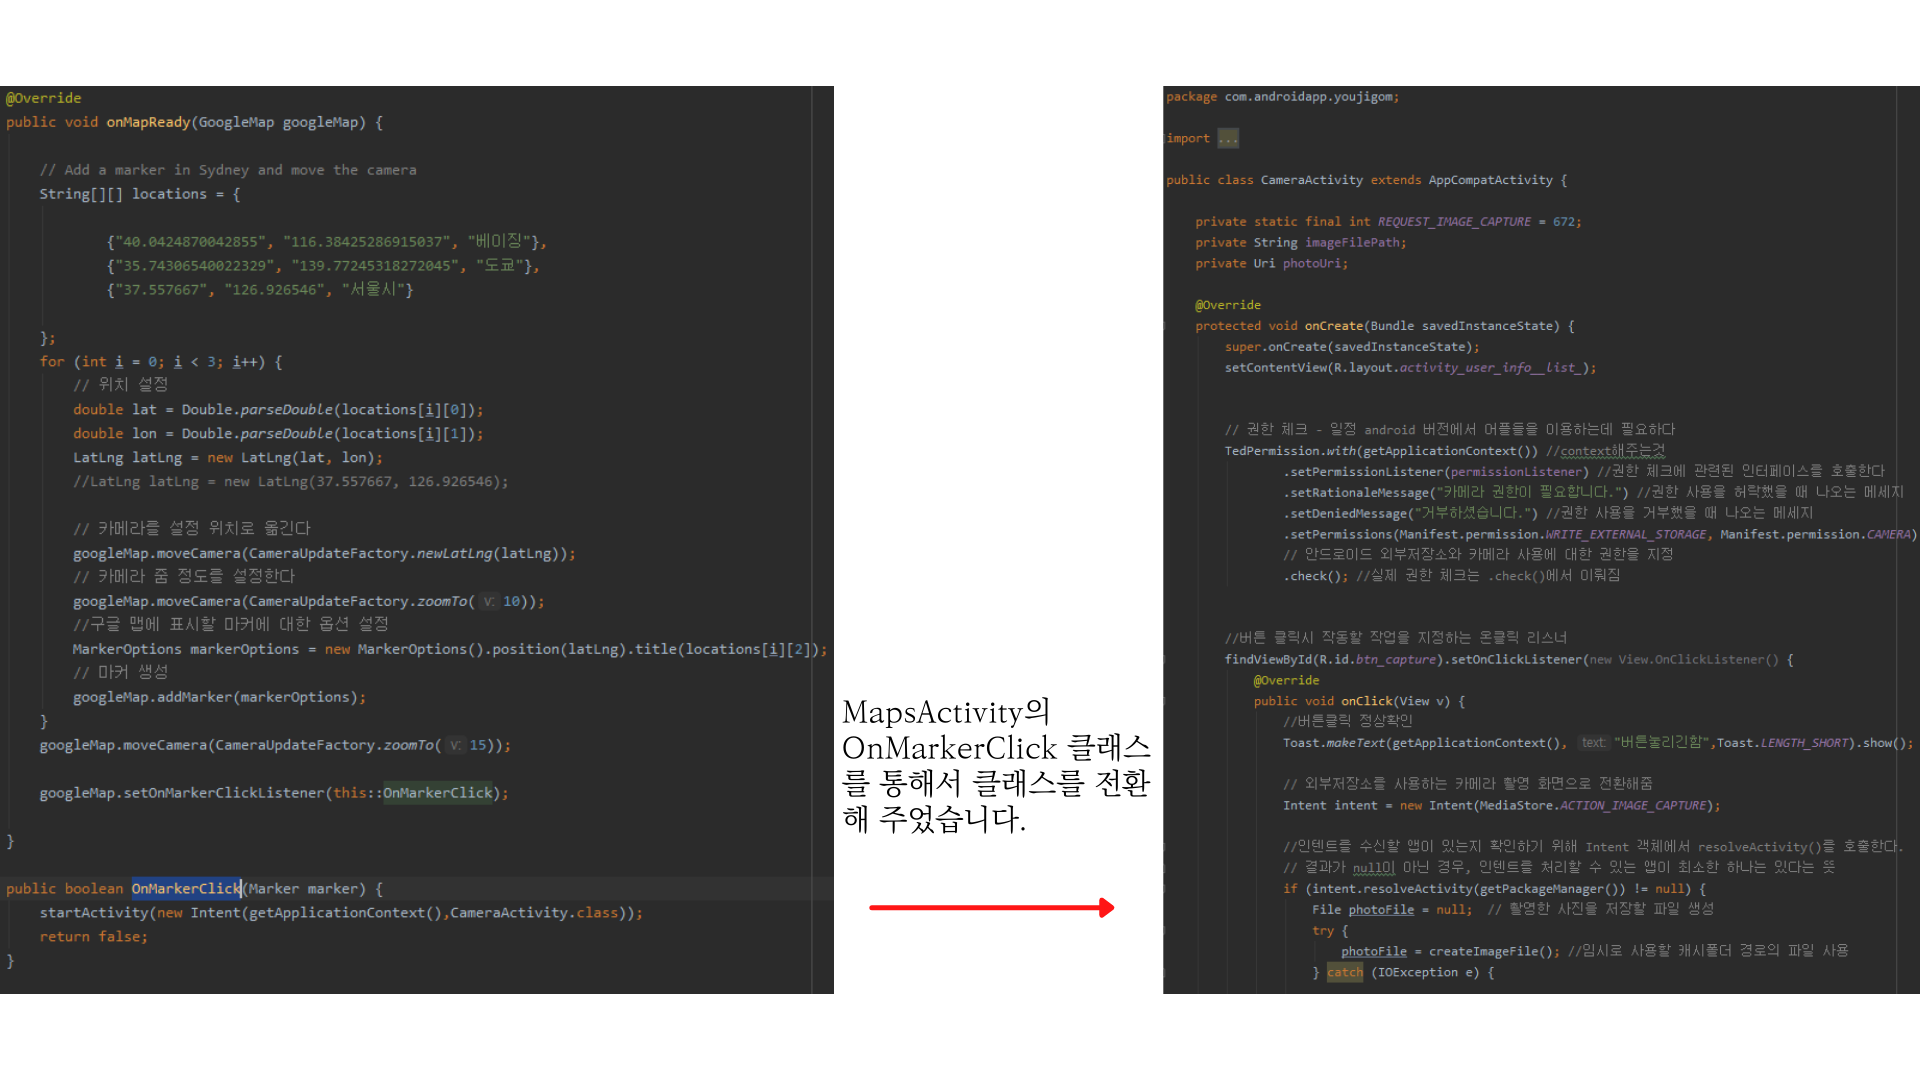 @Override
public void onMapReady(GoogleMap googleMap) {
// Add a marker in Sydney and move the camera
String[][] locations = {
{"40.0424870042855", "116.38425286915037", "베이징"},
{"35.74306540022329", "139.77245318272045", "도쿄"},
{"37.557667", "126.926546", "서울시"}
};
for (int i = 0; i < 3; i++) {
// 위치 설정
double lat = Double.parseDouble(locations[i][0]);
double lon = Double.parseDouble(locations[i][1]);
LatLng latLng = new LatLng(lat, lon);
//LatLng latLng = new LatLng(37.557667, 126.926546);
// 카메라를 설정 위치로 옮긴다
googleMap.moveCamera(CameraUpdateFactory.newLatLng(latLng));
// 카메라 줌 정도를 설정한다
googleMap.moveCamera(CameraUpdateFactory.zoomTo( v: 10));
//구글 맵에 표시할 마커에 대한 옵션 설정
MarkerOptions markerOptions = new MarkerOptions().position(latLng).title(locations[i][2]);
// 마커 생성
googleMap.addMarker(markerOptions);
}
googleMap.moveCamera(CameraUpdateFactory.zoomTo( v: 15));
googleMap.setOnMarkerClickListener(this::OnMarkerClick);
}
public boolean OnMarkerClick(Marker marker) {
startActivity(new Intent(getApplicationContext(),CameraActivity.class));
return false;
}
MapsActivity의
OnMarkerClick 클래스
를 통해서 클래스를 전환
해 주었습니다.
package com.androidapp.youjigom;
import ...
public class CameraActivity extends AppCompatActivity {
private static final int REQUEST_IMAGE_CAPTURE = 672;
private String imageFilePath;
private Uri photoUri;
@Override
protected void onCreate(Bundle savedInstanceState) {
super.onCreate(savedInstanceState);
setContentView(R.layout.activity_user_info__list_);
// 권한 체크 - 일정 android 버전에서 어플들을 이용하는데 필요하다
TedPermission.with(getApplicationContext()) //context해주는것
.setPermissionListener(permissionListener) //권한 체크에 관련된 인터페이스를 호출한다
.setRationaleMessage("카메라 권한이 필요합니다.") //권한 사용을 허락했을 때 나오는 메세지
.setDeniedMessage("거부하셨습니다.") //권한 사용을 거부했을 때 나오는 메세지
.setPermissions(Manifest.permission.WRITE_EXTERNAL_STORAGE, Manifest.permission.CAMERA)
// 안드로이드 외부저장소와 카메라 사용에 대한 권한을 지정
.check(); //실제 권한 체크는 .check()에서 이뤄짐
//버튼 클릭시 작동할 작업을 지정하는 온클릭 리스너
findViewById(R.id.btn_capture).setOnClickListener(new View.OnClickListener() {
@Override
public void onClick(View v) {
//버튼클릭 정상확인
Toast.makeText(getApplicationContext(), text: "버튼눌리긴함",Toast.LENGTH_SHORT).show();
// 외부저장소를 사용하는 카메라 촬영 화면으로 전환해줌
Intent intent = new Intent(MediaStore.ACTION_IMAGE_CAPTURE);
//인텐트를 수신할 앱이 있는지 확인하기 위해 Intent 객체에서 resolveActivity()를 호출한다.
// 결과가 null이 아닌 경우, 인텐트를 처리할 수 있는 앱이 최소한 하나는 있다는 뜻
if (intent.resolveActivity(getPackageManager()) != null) {
File photoFile = null; // 촬영한 사진을 저장할 파일 생성
try {
photoFile = createImageFile(); //임시로 사용할 캐시폴더 경로의 파일 사용
} catch (IOException e) {